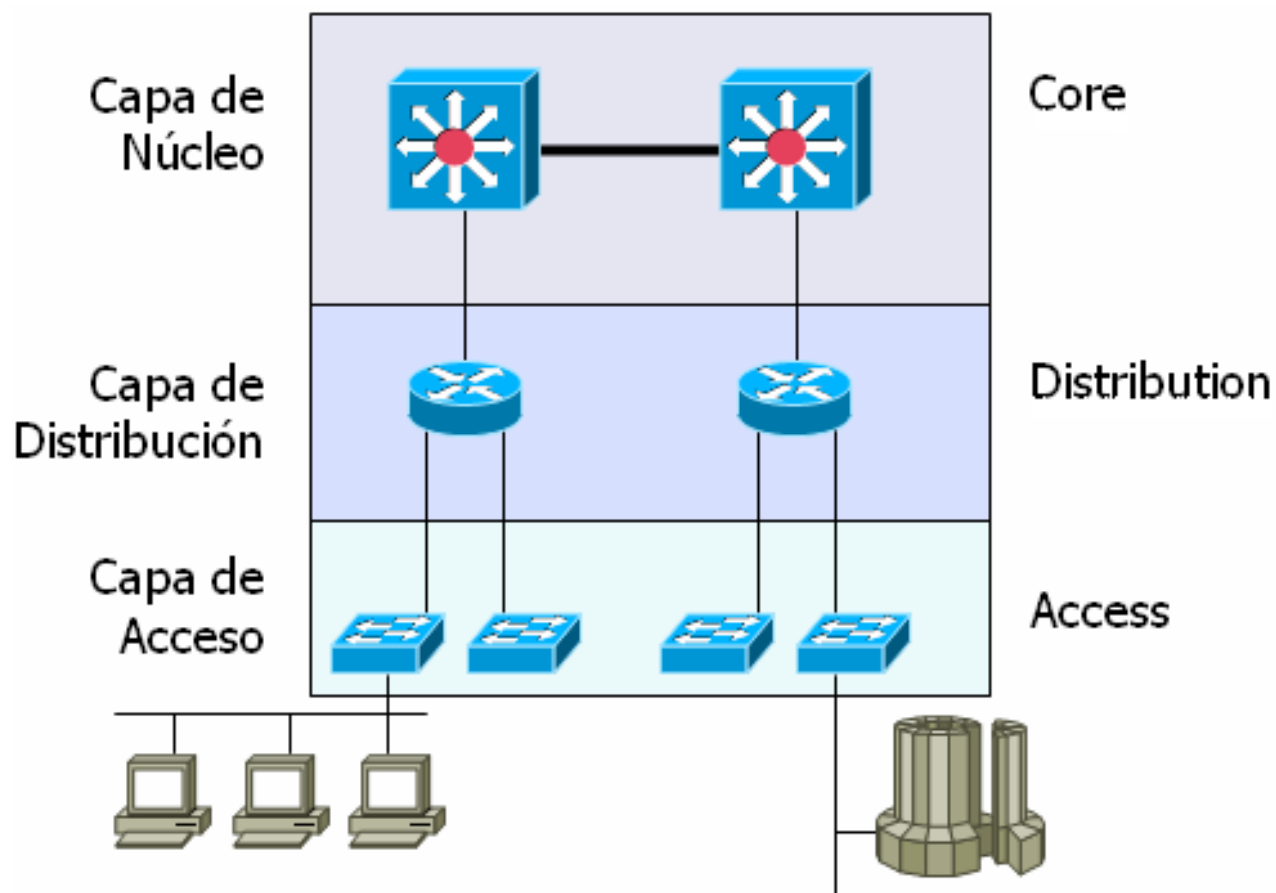 Capa de
Núcleo
Core
Capa de
Distribución
Distribution
Capa de
Acceso
Access